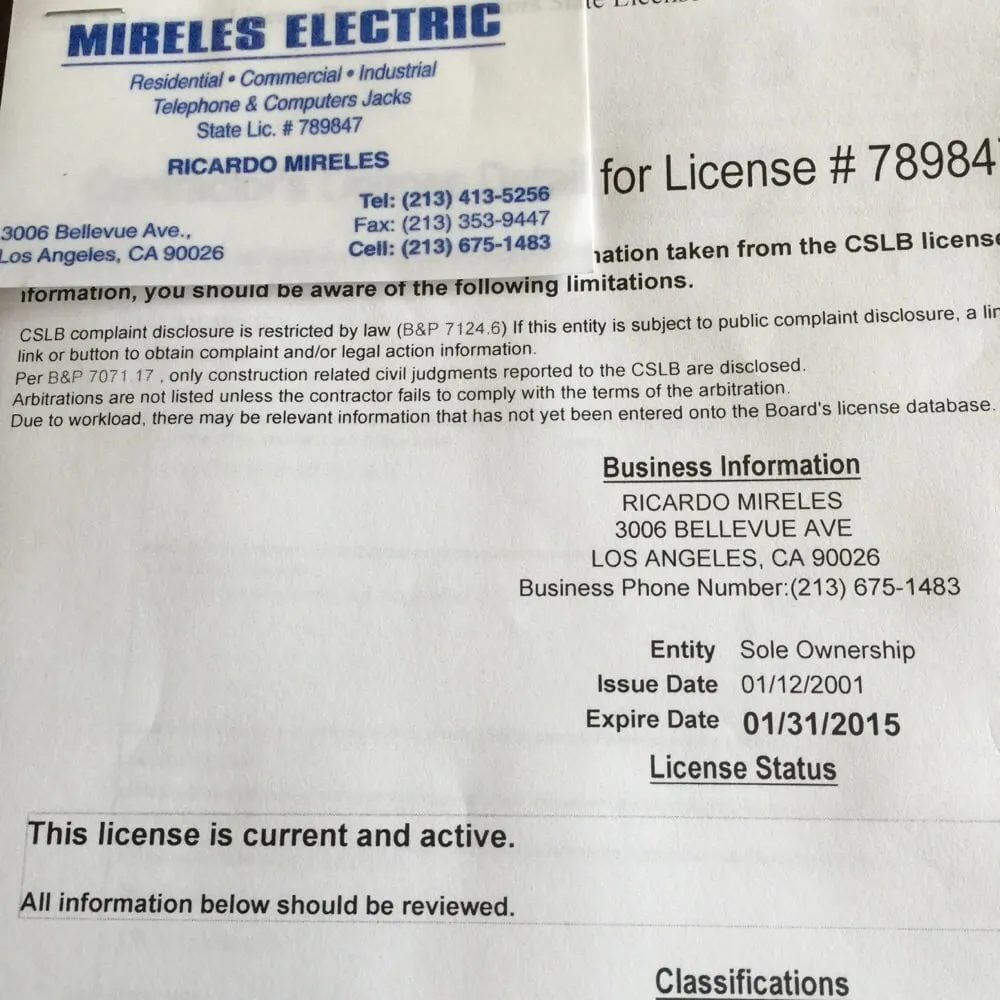 MIRELES ELECTRIC
Residential • Commercial • Industrial
Telephone & Computers Jacks
State Lic. # 789847
RICARDO MIRELES
Tel: (213) 413-5256
3006 Bellevue Ave., Fax: (213) 353-9447
Los Angeles, CA 90026 Cell: (213) 675-1483
for License # 78984
ation taken from the CSLB license
formation, you should be aware of the following limitations.
CSLB complaint disclosure is restricted by law (B&P 7124.6) If this entity is subject to public complaint disclosure, a
link or button to obtain complaint and/or legal action information.
Per B&P 7071.17 , only construction related civil judgments reported to the CSLB are disclosed.
Arbitrations are not listed unless the contractor fails to comply with the terms of the arbitration.
Due to workload, there may be relevant information that has not yet been entered onto the Board's license database.
Business Information
RICARDO MIRELES
3006 BELLEVUE AVE
LOS ANGELES, CA 90026
Business Phone Number:(213) 675-1483
Entity Sole Ownership
Issue Date 01/12/2001
Expire Date 01/31/2015
License Status
This license is current and active.
All information below should be reviewed.
Classifications